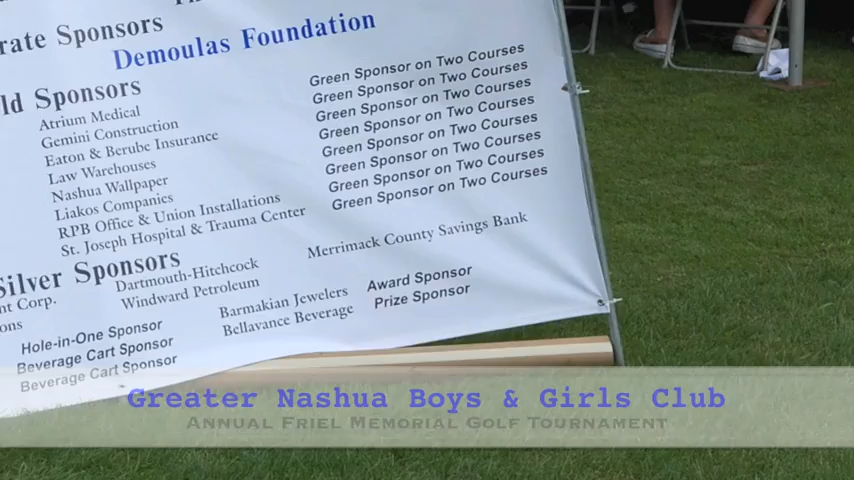 rate Sponsors
Demoulas Foundation
ld Sponsors
Atrium Medical Green Sponsor on Two Courses
Gemini Construction Green Sponsor on Two Courses
Eaton & Berube Insurance Green Sponsor on Two Courses
Law Warehouses Green Sponsor on Two Courses
Nashua Wallpaper Green Sponsor on Two Courses
Liakos Companies Green Sponsor on Two Courses
RPB Office & Union Installations Green Sponsor on Two Courses
St. Joseph Hospital & Trauma Center Green Sponsor on Two Courses
Silver Sponsors
nt Corp. Dartmouth-Hitchcock Merrimack County Savings Bank
ons Windward Petroleum
Hole-in-One Sponsor Barmakian Jewelers Award Sponsor
Beverage Cart Sponsor Bellavance Beverage Prize Sponsor
Beverage Cart Sponsor
Greater Nashua Boys & Girls Club
Annual Friel Memorial Golf Tournament